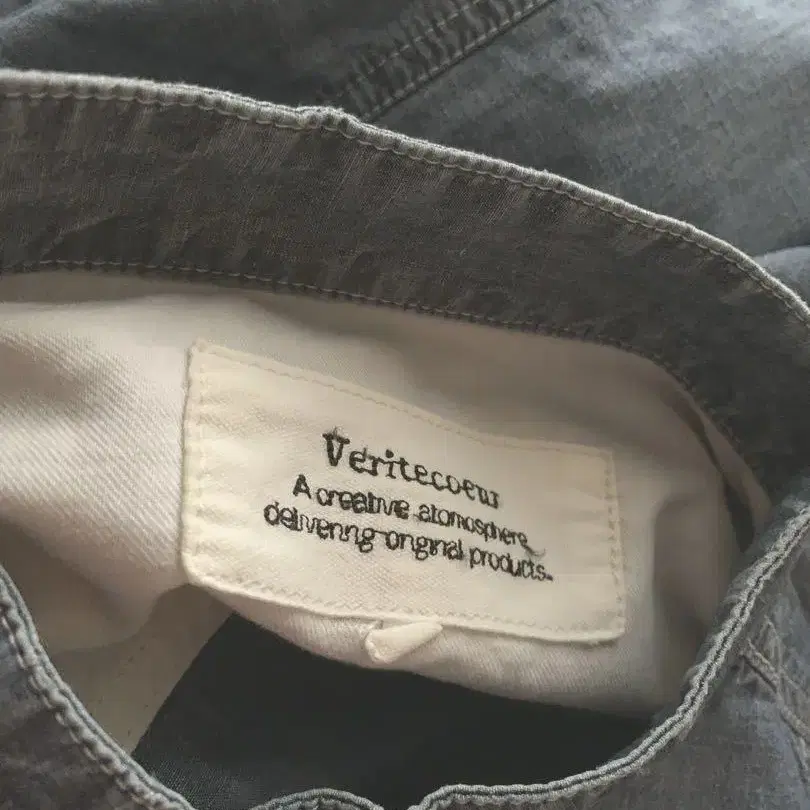 Veritecoeur
A creative atomosphere
delivering original products.